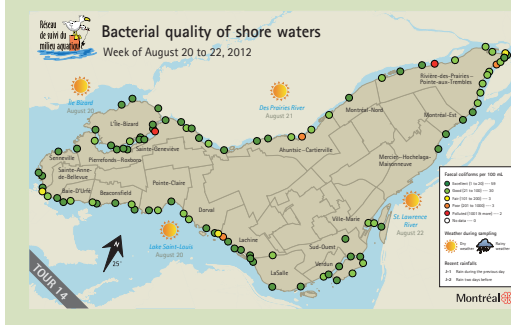 Réseau
de suivi du
milieu aquatique
Bacterial quality of shore waters
Week of August 20 to 22, 2012
Île Bizard
August 20
Des Prairies River
August 21
Rivière-des-Prairies–
Pointe-aux-Trembles
Montréal-Nord
Montréal-Est
L'Île-Bizard
Sainte-Geneviève
Ahuntsic–Cartierville
Senneville
Pierrefonds-Roxboro
Mercier–Hochelaga-
Maisonneuve
Sainte-Anne-
de-Bellevue
Baie-D'Urfé
Beaconsfield
Pointe-Claire
Dorval
Lachine
LaSalle
Ville-Marie
Sud-Ouest
Verdun
St. Lawrence
River
August 22
Lake Saint-Louis
August 20
N
25°
TOUR 14
Faecal coliforms per 100 mL
Weather during sampling
Dry
weather
Rainy
weather
Recent rainfalls
J-1 Rain during the previous day
J-2 Rain two days before
Montréal